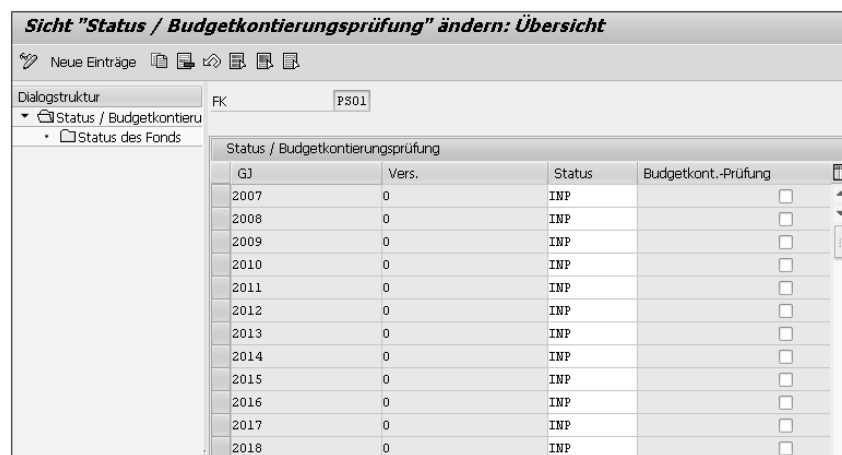 Sicht "Status / Budgetkontierungsprüfung" ändern: Übersicht
Neue Einträge
Dialogstruktur
Status / Budgetkontieru
Status des Fonds
FK PS01
Status / Budgetkontierungsprüfung
GJ Vers. Status Budgetkont.-Prüfung
2007 0 INP
2008 0 INP
2009 0 INP
2010 0 INP
2011 0 INP
2012 0 INP
2013 0 INP
2014 0 INP
2015 0 INP
2016 0 INP
2017 0 INP
2018 0 INP